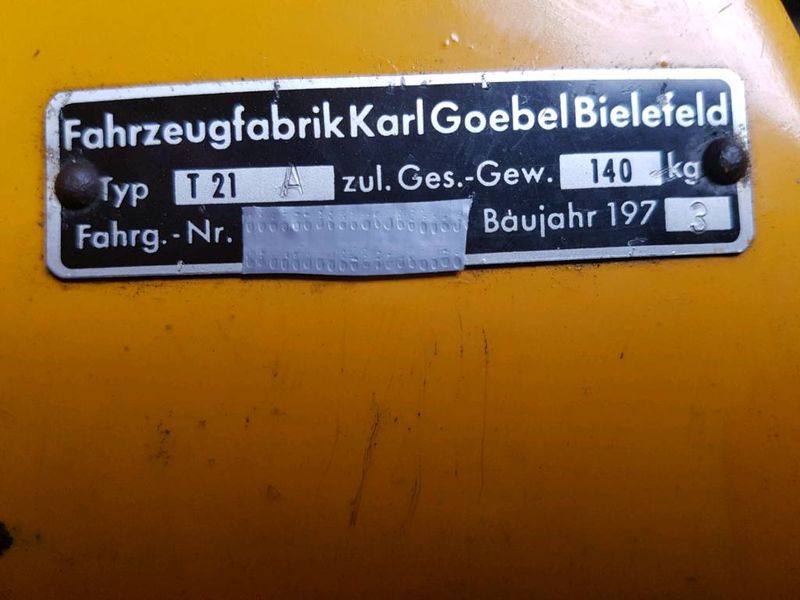 Fahrzeugfabrik Karl Goebel Bielefeld
Typ T 21 A zul. Ges.-Gew. 140 kg
Fahrg.-Nr. Baujahr 197 3